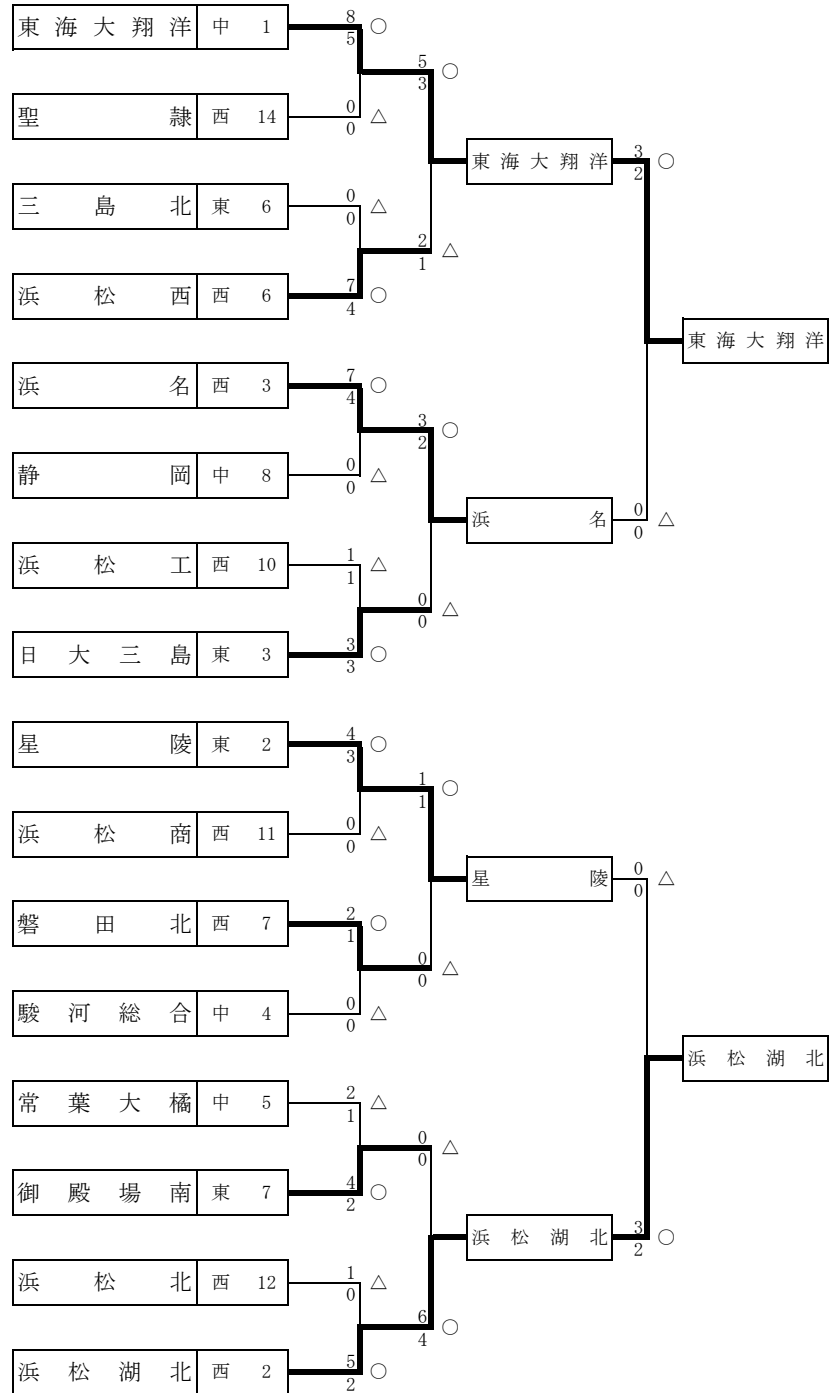 東海大翔洋 中 1 8 ○
5 5 ○
3
聖隷 西 14 0 △
0
東海大翔洋 3 ○
2
三島北 東 6 0 △
0
2 △
1
浜松西 西 6 7 ○
4
東海大翔洋
浜名 西 3 7 ○
4
3 ○
2
静岡 中 8 0 △
0
浜名 0 △
0
浜松工 西 10 1 △
1
0 △
0
日大三島 東 3 3 ○
3
星陵 東 2 4 ○
3
1 ○
1
浜松商 西 11 0 △
0
星陵 0 △
0
磐田北 西 7 2 ○
1
0 △
0
駿河総合 中 4 0 △
0
浜松湖北
常葉大橘 中 5 2 △
1
0 △
0
御殿場南 東 7 4 ○
2
浜松湖北 3 ○
2
浜松北 西 12 1 △
0
6 ○
4
浜松湖北 西 2 5 ○
2